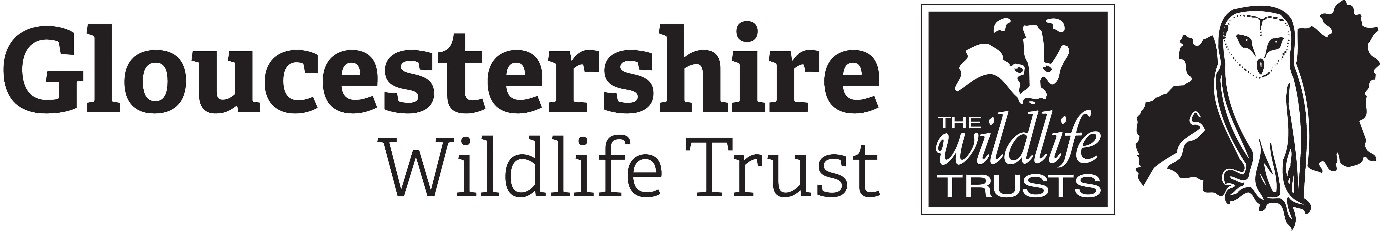 Gloucestershire
Wildlife Trust
THE
wildlife
TRUSTS